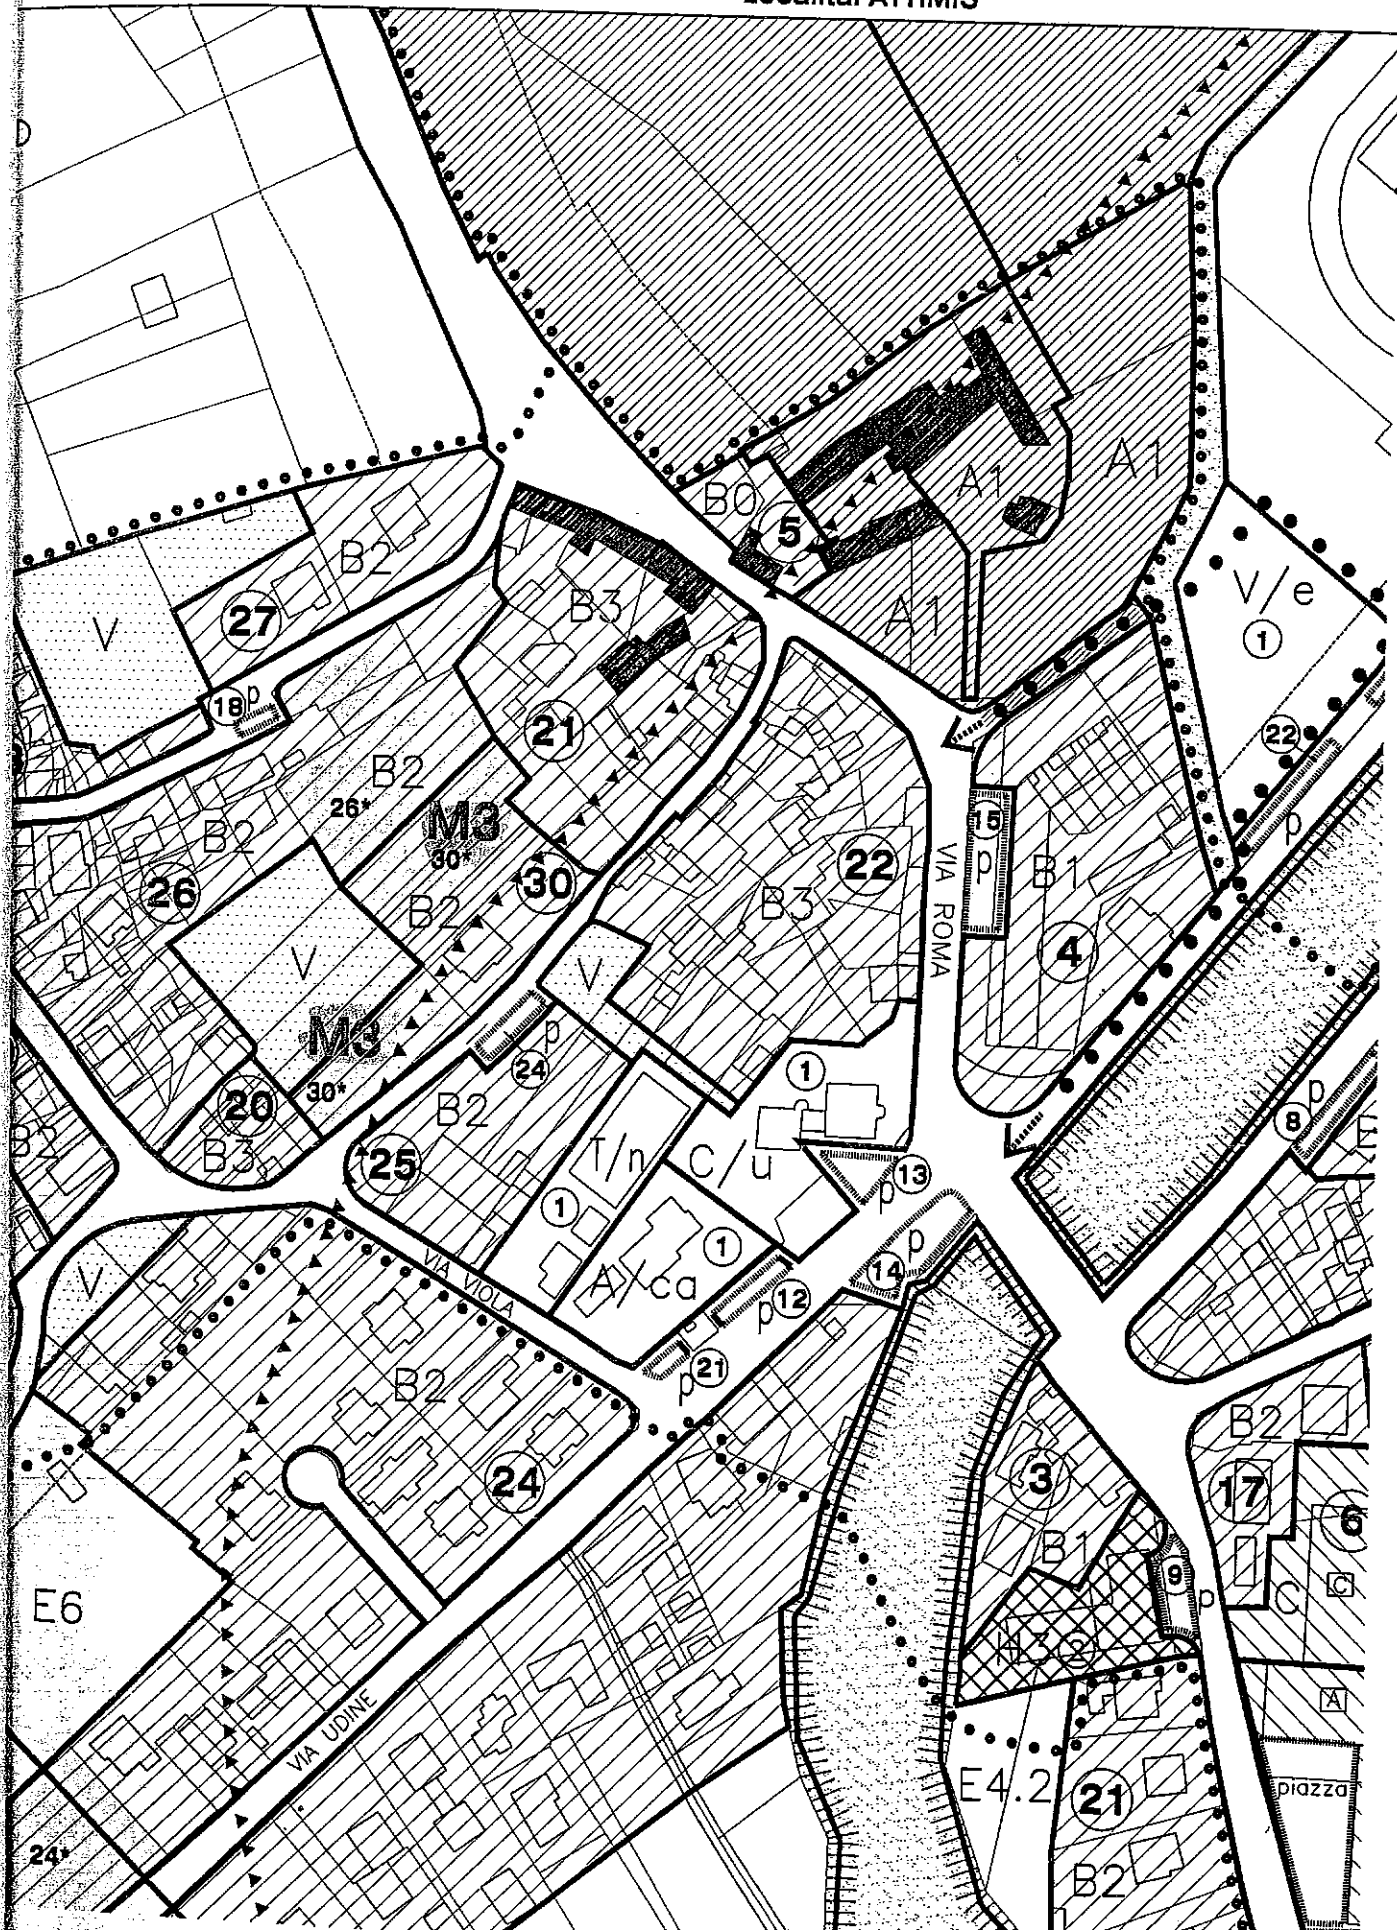 Località: ATTIMIS
D
B0
5
A1
A1
A1
V/e
1
B2
27
V
18
p
B3
21
22
p
B2
26*
M3
30*
30
B2
B2
26
V
22
B3
15
p
VIA ROMA
B1
4
V
M3
30*
p
24
B2
20
B3
25
B2
1
T/n
C/u
1
13
p
p
8
E
1
1
A/ca
p
14
12
p
21
p
V
VIA VIOLA
B2
24
3
B1
B2
17
6
9
p
C
C
H3
2
E6
A
VIA UDINE
E4.2
21
piazza
B2
24*